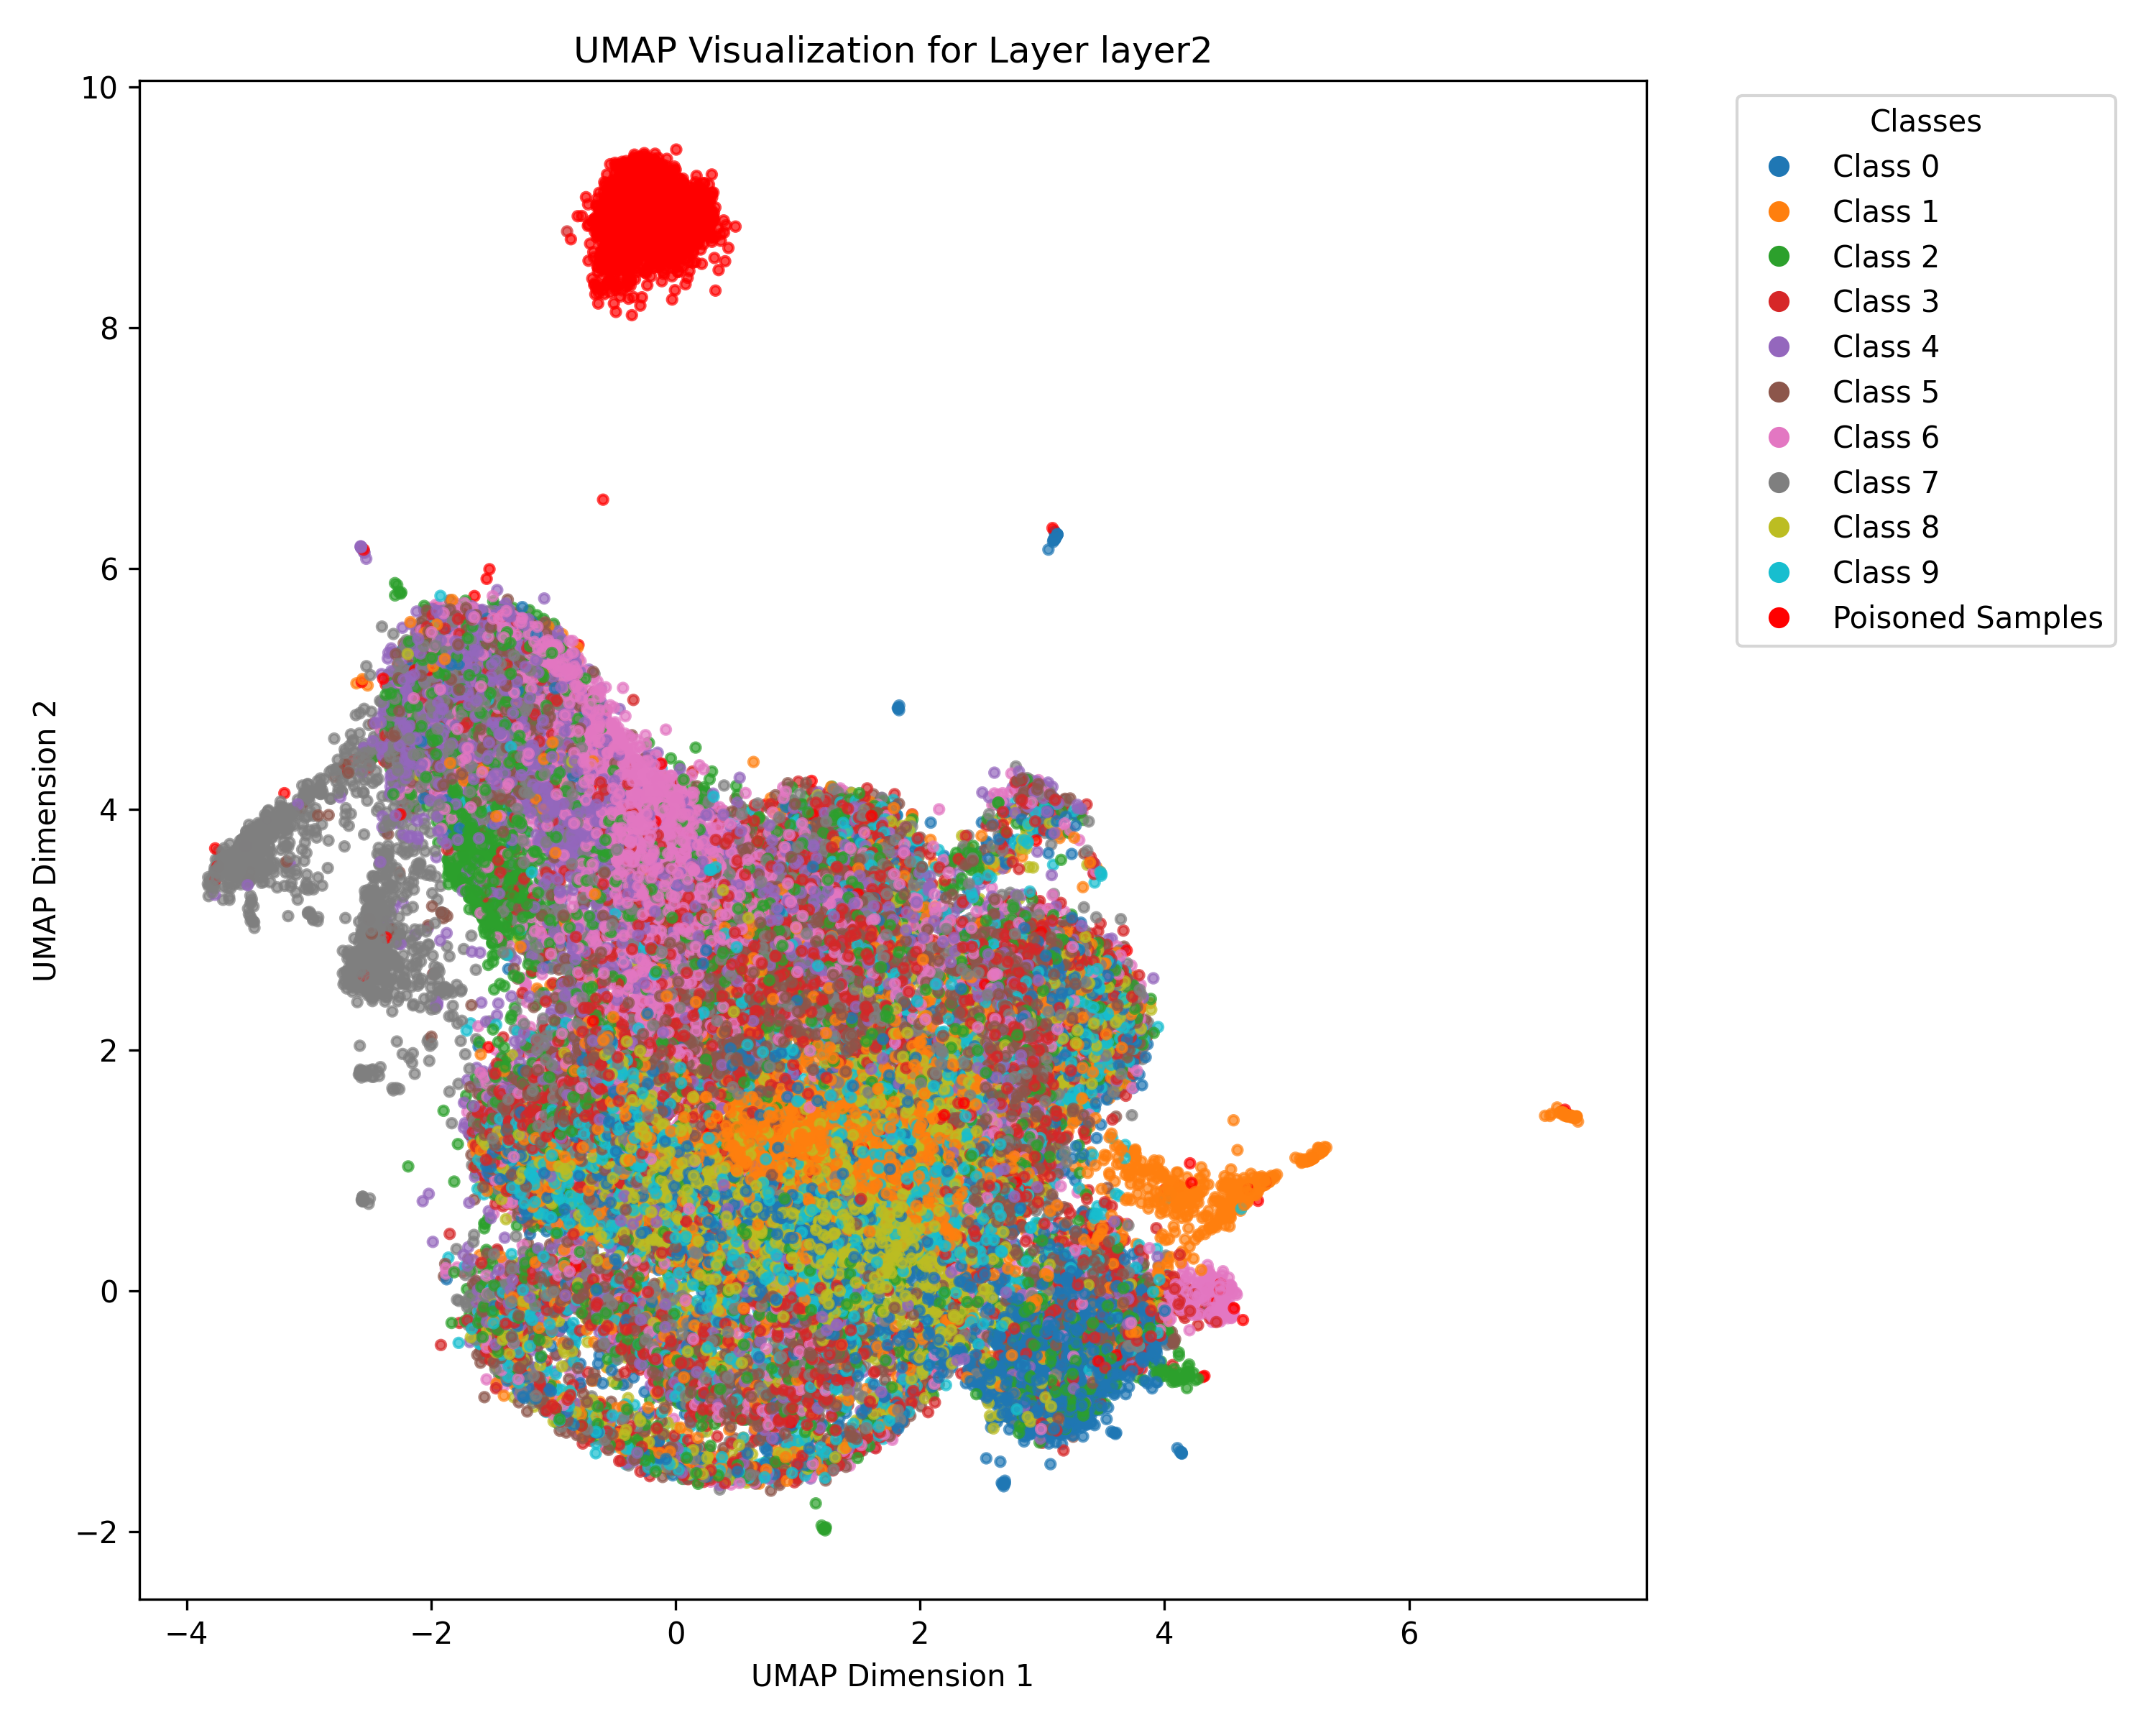 UMAP Visualization for Layer layer2
10
8
6
4
2
0
−2
−4
−2
0
2
4
6
UMAP Dimension 1
UMAP Dimension 2
Classes
Class 0
Class 1
Class 2
Class 3
Class 4
Class 5
Class 6
Class 7
Class 8
Class 9
Poisoned Samples